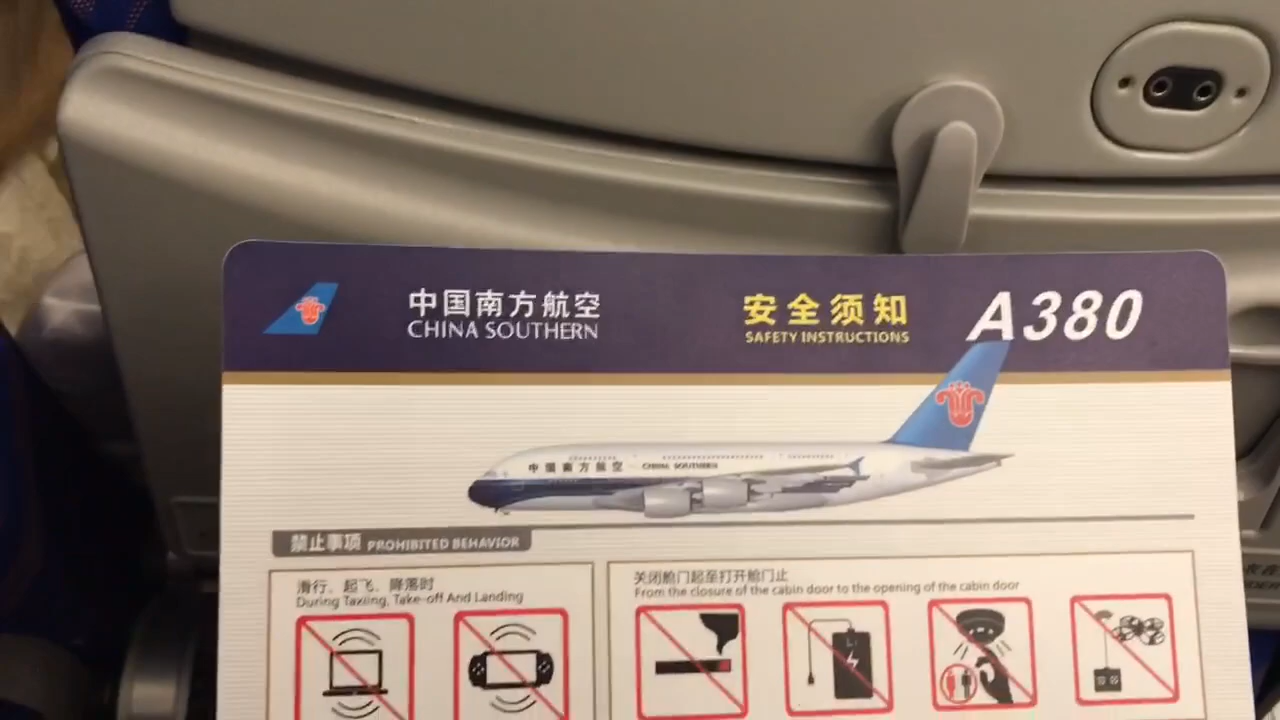 中国南方航空
CHINA SOUTHERN
安全须知
SAFETY INSTRUCTIONS
A380
中国南方航空 CHINA SOUTHERN
禁止事项 PROHIBITED BEHAVIOR
滑行、起飞、降落时
During Taxiing, Take-off And Landing
关闭舱门起至打开舱门止
From the closure of the cabin door to the opening of the cabin door